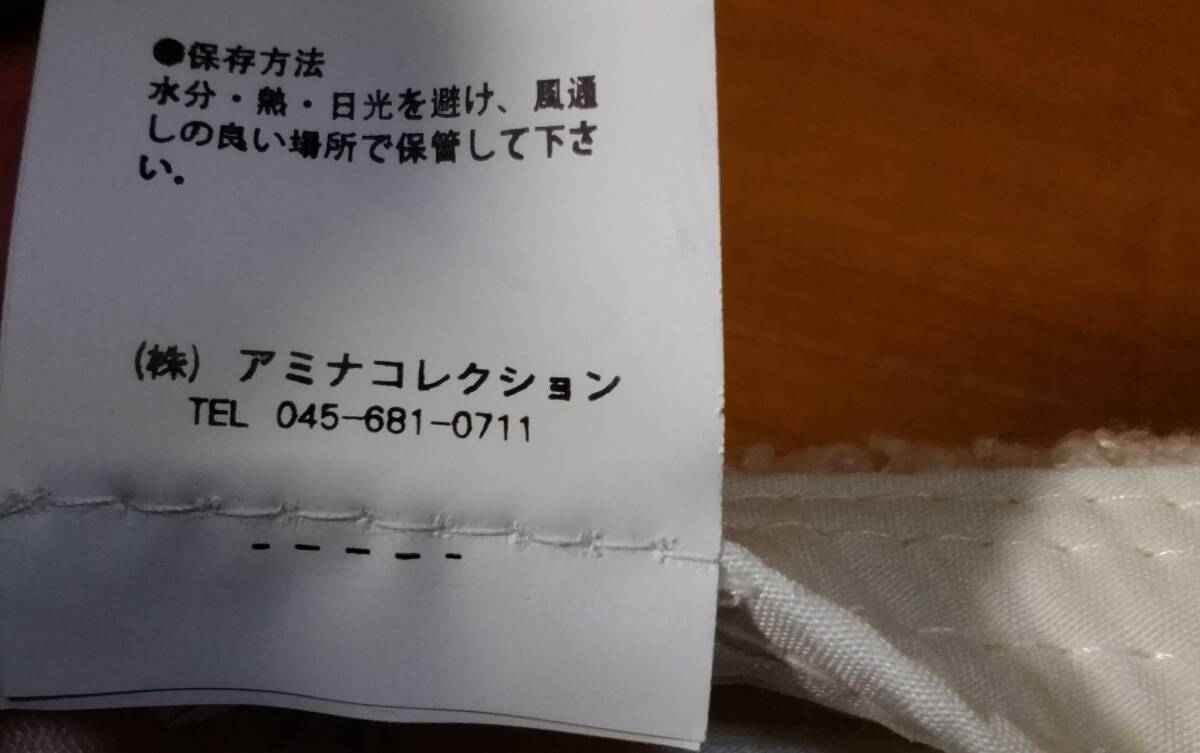 ●保存方法
水分・熱・日光を避け、風通
しの良い場所で保管して下さ
い。
(株) アミナコレクション
TEL 045-681-0711